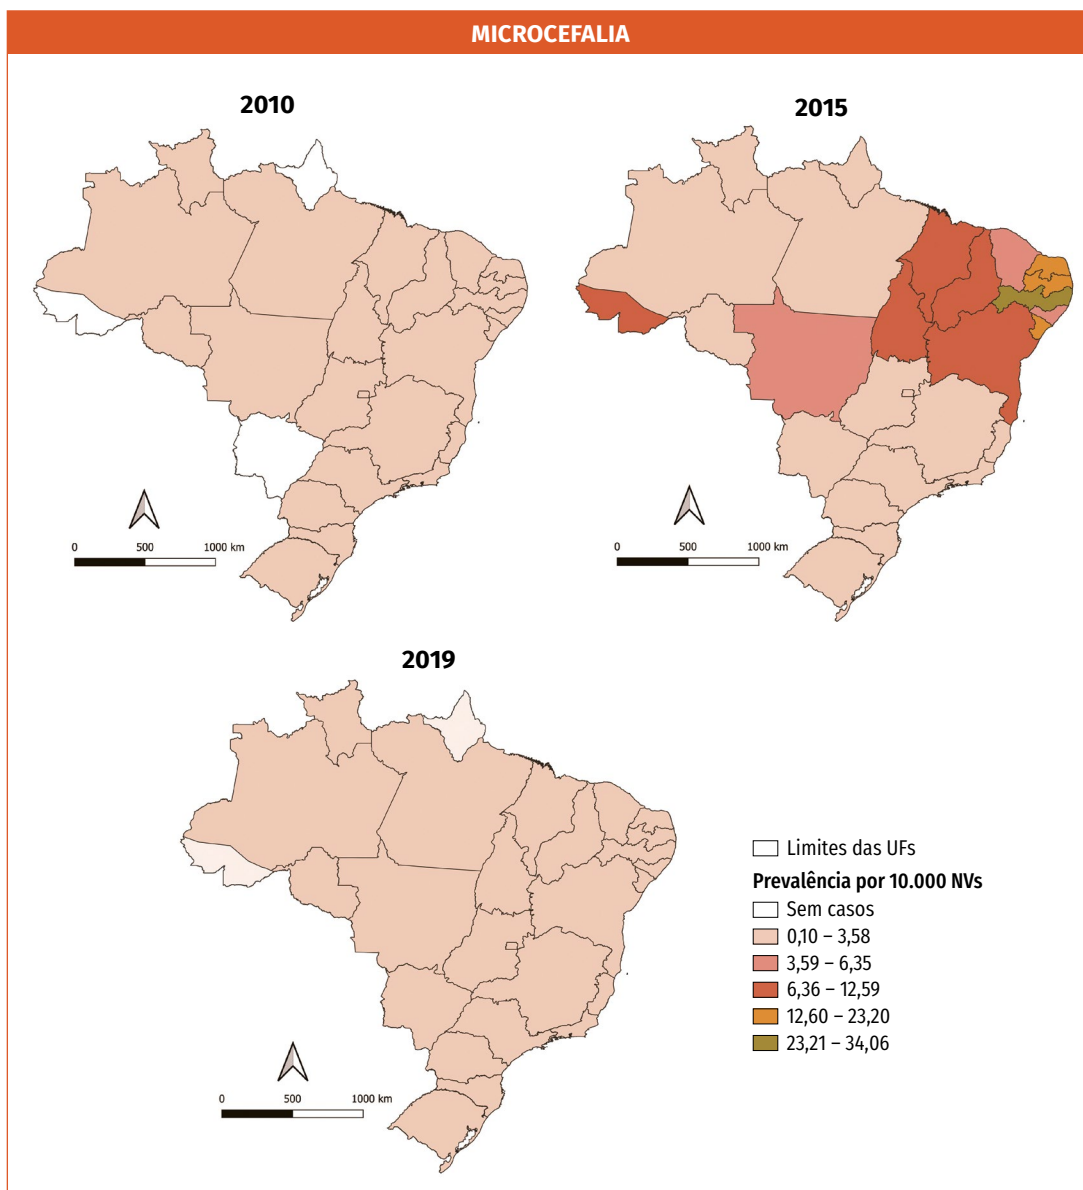 MICROCEFALIA
2010
2015
0 500 1000 km
0 500 1000 km
2019
0 500 1000 km
Limites das UFs
Prevalência por 10.000 NVs
Sem casos
0,10 – 3,58
3,59 – 6,35
6,36 – 12,59
12,60 – 23,20
23,21 – 34,06